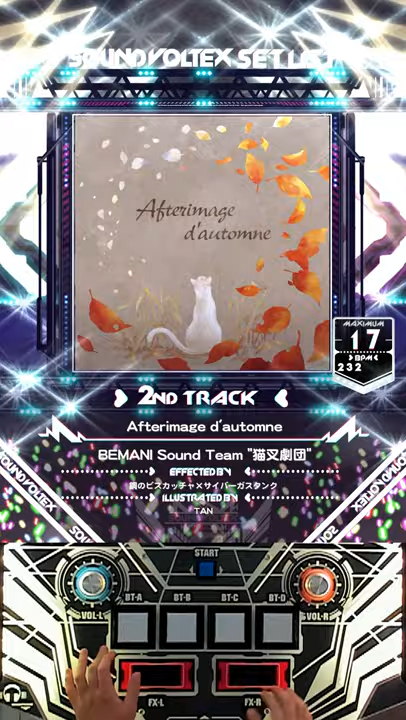 SOUND VOLTEX SET LIST
Afterimage
d'automne
MAXIMUM
17
BPM
232
2ND TRACK
Afterimage d'automne
BEMANI Sound Team "猫叉劇団"
EFFECTED BY
鋼のピスカッチャ×サイバーガスタンク
ILLUSTRATED BY
TAN
SOUND VOLTEX
START
BT-A BT-B BT-C BT-D
VOL-L VOL-R
FX-L FX-R